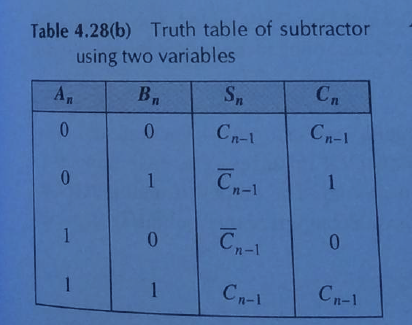 Table 4.28(b) Truth table of subtractor
using two variables
Aₙ Bₙ Sₙ Cₙ
0 0 Cₙ₋₁ Cₙ₋₁
0 1 C̅ₙ₋₁ 1
1 0 C̅ₙ₋₁ 0
1 1 Cₙ₋₁ Cₙ₋₁